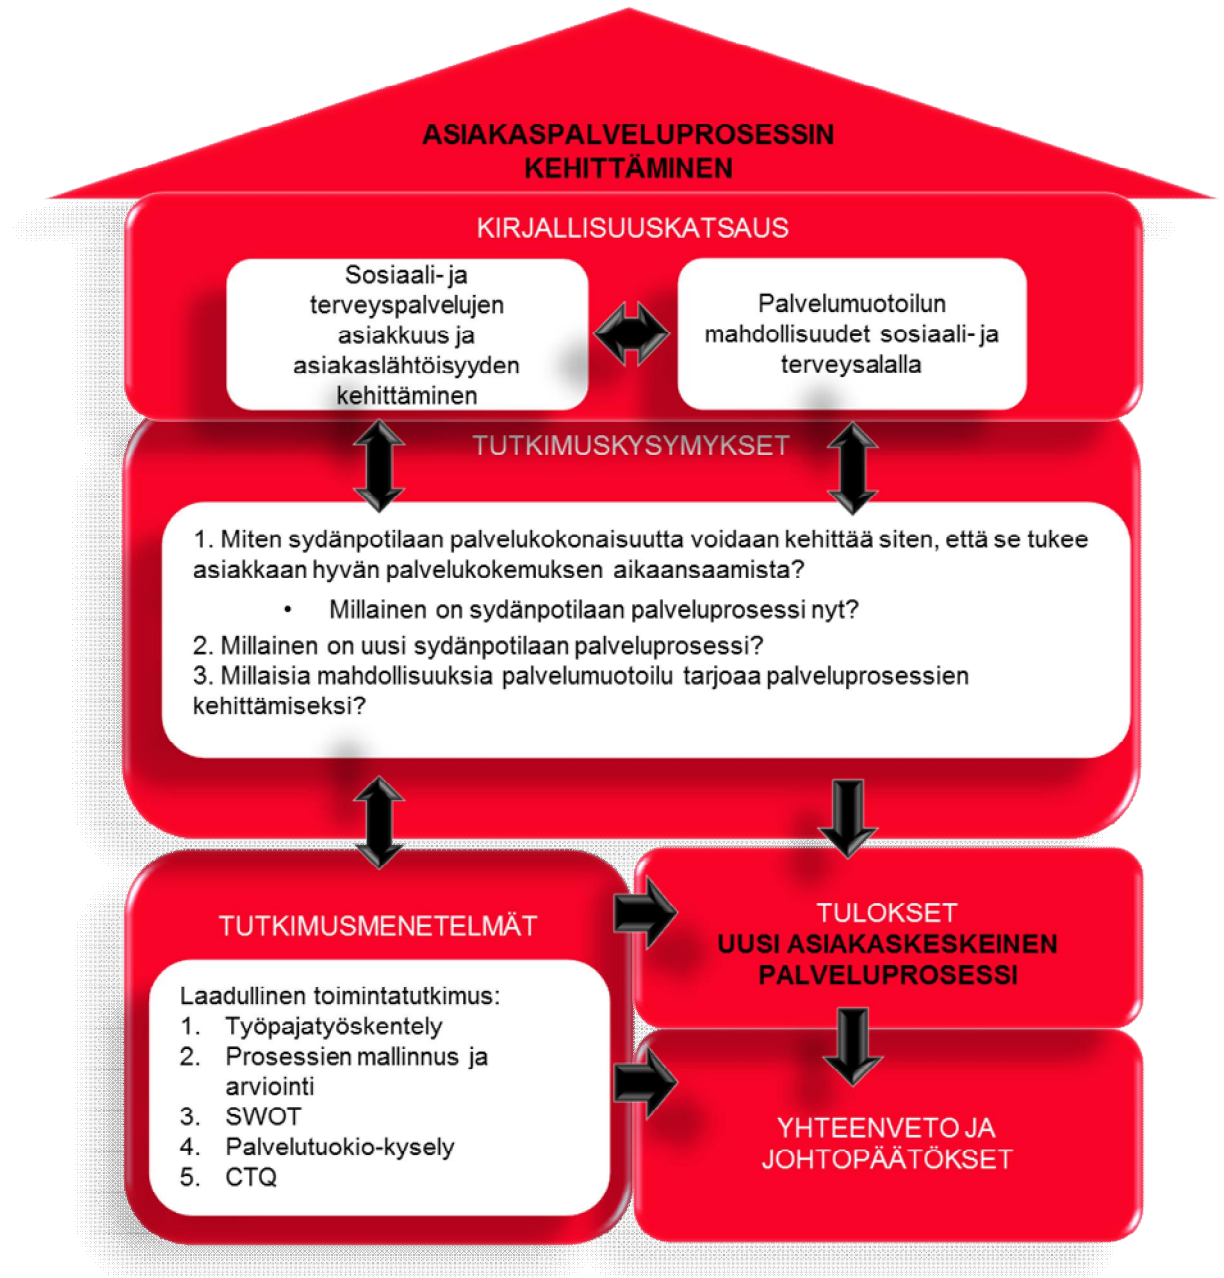 ASIAKASPALVELUPROSESSIN
KEHITTÄMINEN
KIRJALLISUUSKATSAUS
Sosiaali- ja
terveyspalvelujen
asiakkuus ja
asiakaslähtöisyyden
kehittäminen
Palvelumuotoilun
mahdollisuudet sosiaali- ja
terveysalalla
TUTKIMUSKYSYMYKSET
1. Miten sydänpotilaan palvelukokonaisuutta voidaan kehittää siten, että se tukee
asiakkaan hyvän palvelukokemuksen aikaansaamista?
• Millainen on sydänpotilaan palveluprosessi nyt?
2. Millainen on uusi sydänpotilaan palveluprosessi?
3. Millaisia mahdollisuuksia palvelumuotoilu tarjoaa palveluprosessien
kehittämiseksi?
TUTKIMUSMENETELMÄT
Laadullinen toimintatutkimus:
1. Työpajatyöskentely
2. Prosessien mallinnus ja
arviointi
3. SWOT
4. Palvelutuokio-kysely
5. CTQ
TULOKSET
UUSI ASIAKASKESKEINEN
PALVELUPROSESSI
YHTEENVETO JA
JOHTOPÄÄTÖKSET